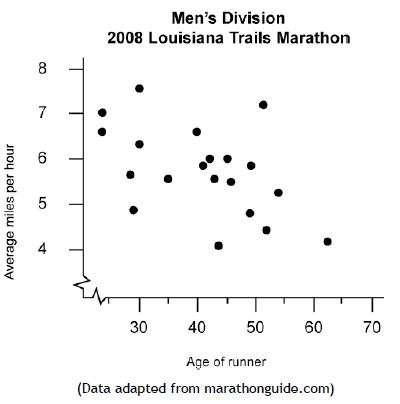 Men's Division
2008 Louisiana Trails Marathon
8
7
6
5
4
Average miles per hour
30 40 50 60 70
Age of runner
(Data adapted from marathonguide.com)